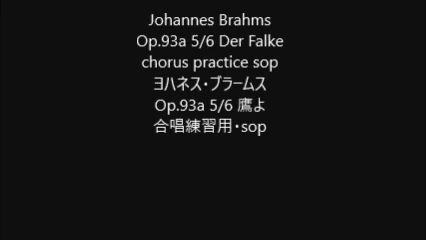 Johannes Brahms
Op.93a 5/6 Der Falke
chorus practice sop
ヨハネス・ブラームス
Op.93a 5/6 鷹よ
合唱練習用・sop